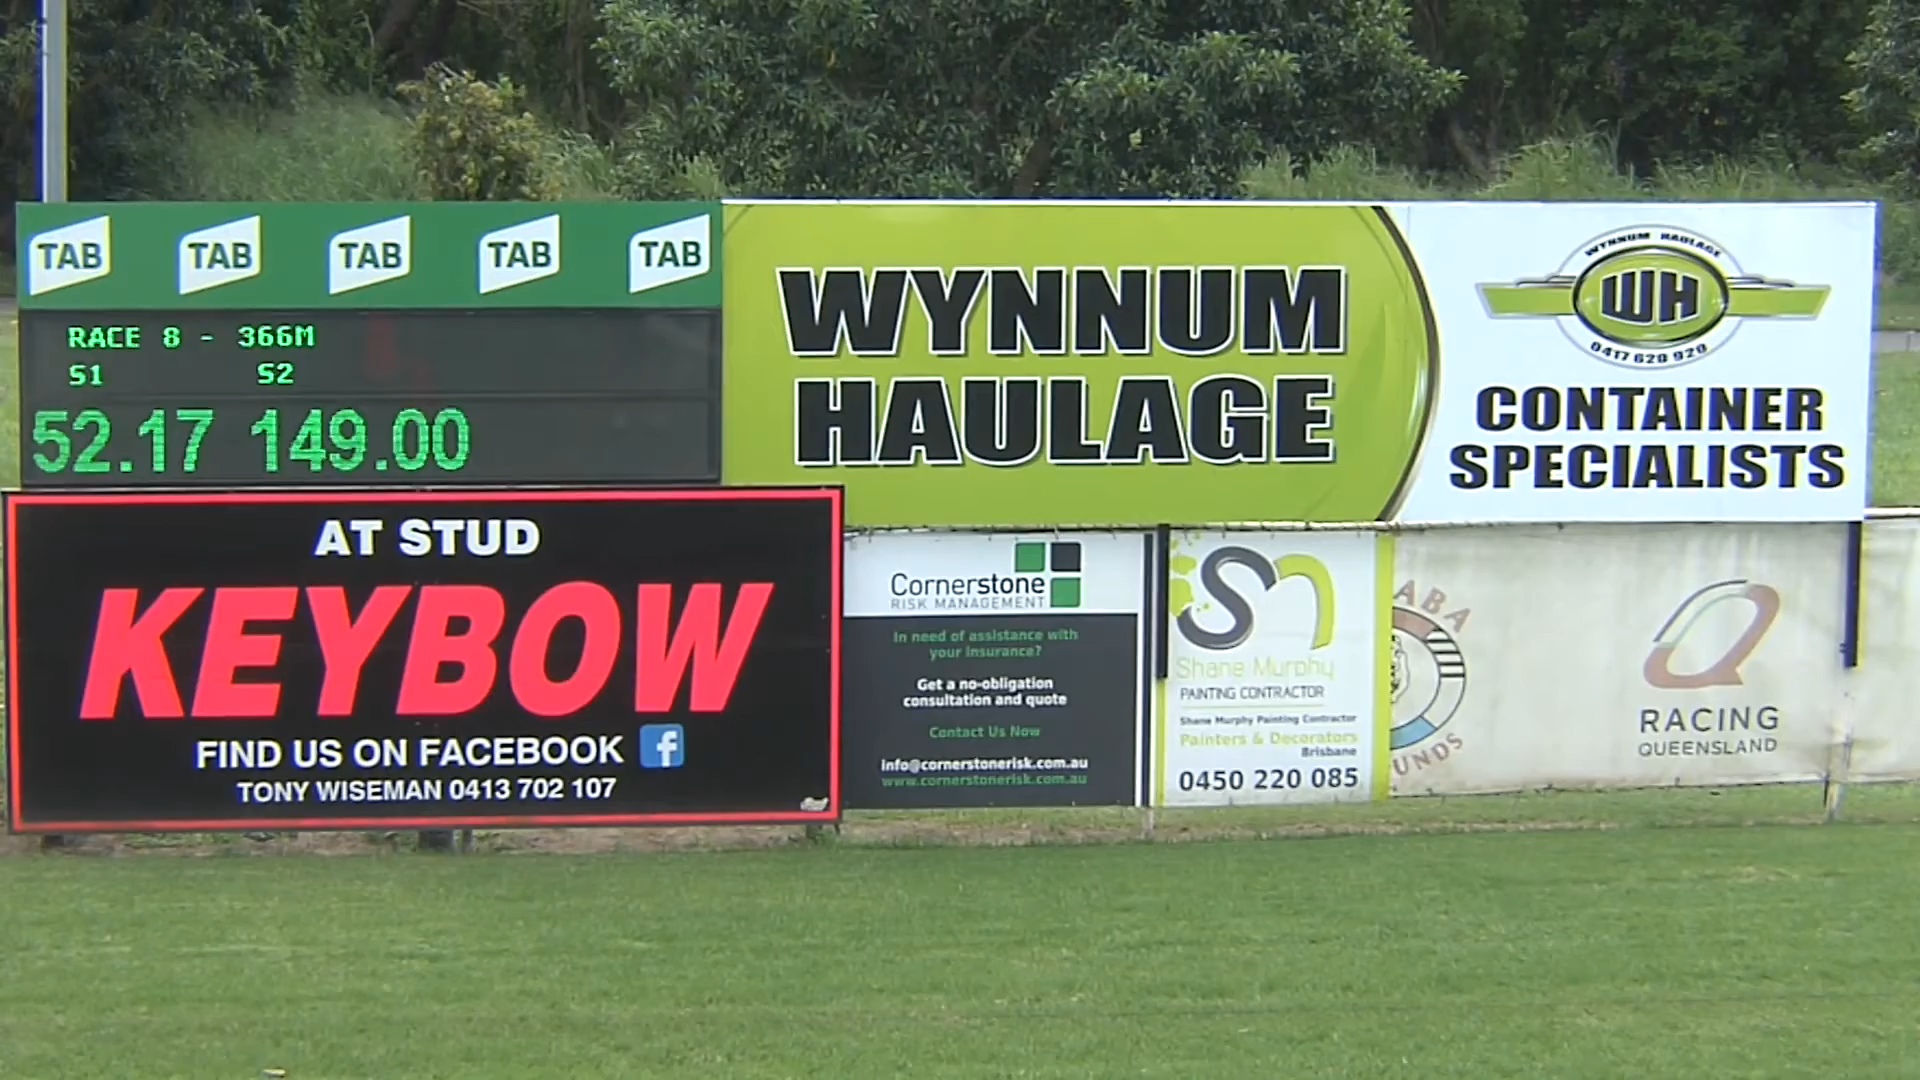 TAB TAB TAB TAB TAB
RACE 8 - 366M
S1 S2
52.17 149.00
WYNNUM
HAULAGE
WYNNUM HAULAGE
WH
0417 620 920
CONTAINER
SPECIALISTS
AT STUD
KEYBOW
FIND US ON FACEBOOK f
TONY WISEMAN 0413 702 107
Cornerstone
RISK MANAGEMENT
In need of assistance with
your insurance?
Get a no-obligation
consultation and quote
Contact Us Now
info@cornerstonerisk.com.au
www.cornerstonerisk.com.au
Shane Murphy
PAINTING CONTRACTOR
Shane Murphy Painting Contractor
Painters & Decorators
Brisbane
0450 220 085
ABA
UNDS
RACING
QUEENSLAND